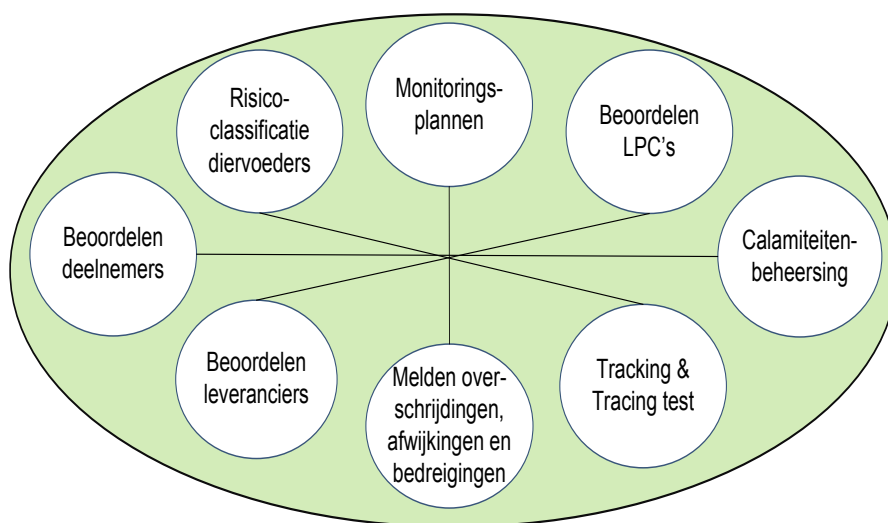 Risico-
classificatie
diervoeders
Monitorings-
plannen
Beoordelen
LPC's
Beoordelen
deelnemers
Calamiteiten-
beheersing
Beoordelen
leveranciers
Melden over-
schrijdingen,
afwijkingen en
bedreigingen
Tracking &
Tracing test